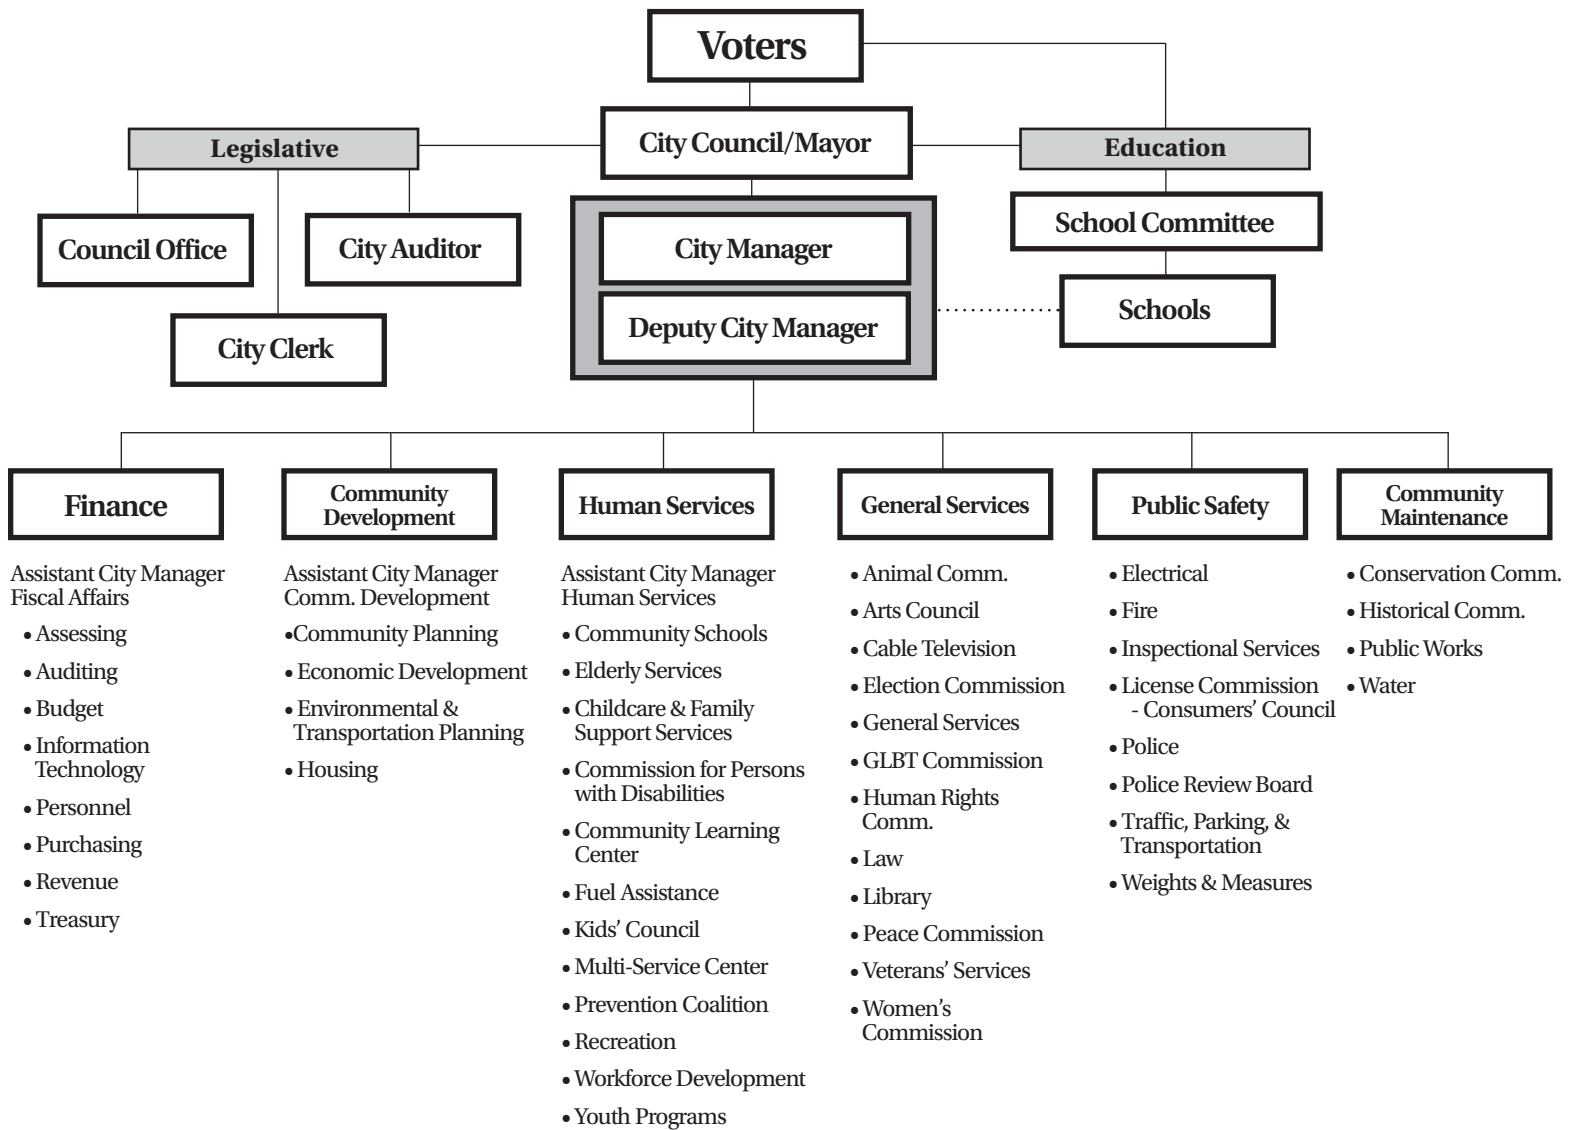 Voters
City Council/Mayor
Legislative
Education
Council Office
City Auditor
City Clerk
City Manager
Deputy City Manager
School Committee
Schools
Finance
Assistant City Manager
Fiscal Affairs
• Assessing
• Auditing
• Budget
• Information
Technology
• Personnel
• Purchasing
• Revenue
• Treasury
Community
Development
Assistant City Manager
Comm. Development
•Community Planning
• Economic Development
• Environmental &
Transportation Planning
• Housing
Human Services
Assistant City Manager
Human Services
• Community Schools
• Elderly Services
• Childcare & Family
Support Services
• Commission for Persons
with Disabilities
• Community Learning
Center
• Fuel Assistance
• Kids’ Council
• Multi-Service Center
• Prevention Coalition
• Recreation
• Workforce Development
• Youth Programs
General Services
• Animal Comm.
• Arts Council
• Cable Television
• Election Commission
• General Services
• GLBT Commission
• Human Rights
Comm.
• Law
• Library
• Peace Commission
• Veterans’ Services
• Women’s
Commission
Public Safety
• Electrical
• Fire
• Inspectional Services
• License Commission
- Consumers’ Council
• Police
• Police Review Board
• Traffic, Parking, &
Transportation
• Weights & Measures
Community
Maintenance
• Conservation Comm.
• Historical Comm.
• Public Works
• Water